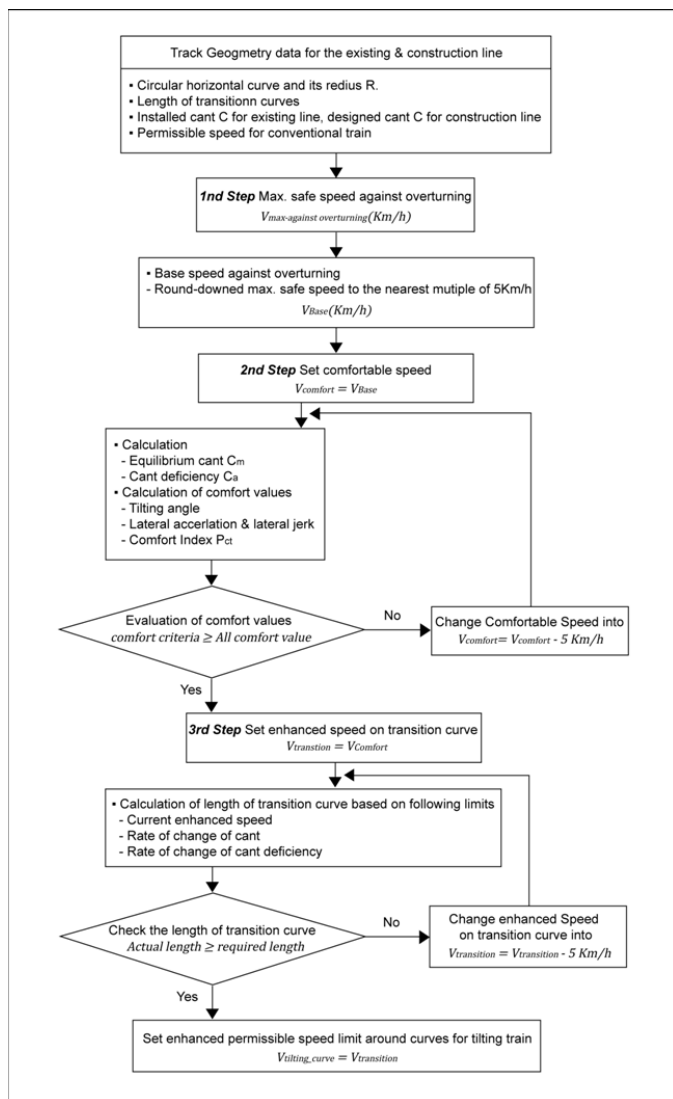 Track Geogmetry data for the existing & construction line
▪ Circular horizontal curve and its redius R.
▪ Length of transitionn curves
▪ Installed cant C for existing line, designed cant C for construction line
▪ Permissible speed for conventional train
1nd Step Max. safe speed against overturning
Vmax-against overturning(Km/h)
▪ Base speed against overturning
- Round-downed max. safe speed to the nearest mutiple of 5Km/h
VBase(Km/h)
2nd Step Set comfortable speed
Vcomfort = VBase
▪ Calculation
- Equilibrium cant Cm
- Cant deficiency Ca
▪ Calculation of comfort values
- Tilting angle
- Lateral accerlation & lateral jerk
- Comfort Index Pct
Evaluation of comfort values
comfort criteria ≥ All comfort value
No
Change Comfortable Speed into
Vcomfort= Vcomfort - 5 Km/h
Yes
3rd Step Set enhanced speed on transition curve
Vtranstion = VComfort
▪ Calculation of length of transition curve based on following limits
- Current enhanced speed
- Rate of change of cant
- Rate of change of cant deficiency
Check the length of transition curve
Actual length ≥ required length
No
Change enhanced Speed
on transition curve into
Vtransition = Vtransition - 5 Km/h
Yes
Set enhanced permissible speed limit around curves for tilting train
Vtilting_curve = Vtransition